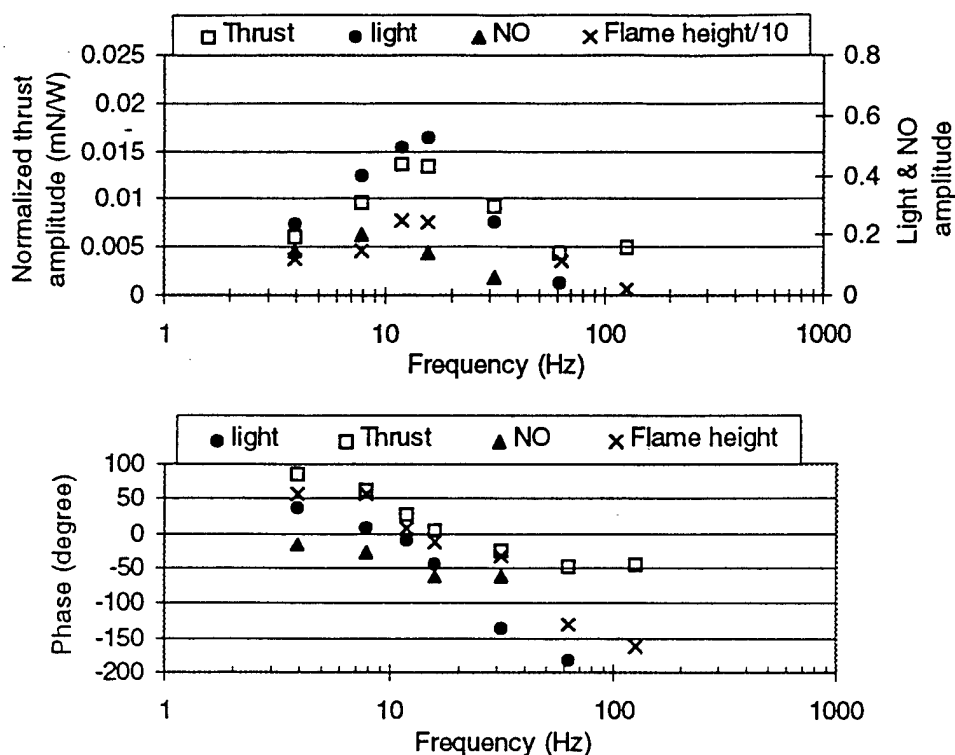 □ Thrust ● light ▲ NO × Flame height/10
Normalized thrust
amplitude (mN/W)
0.025
0.02
0.015
0.01
0.005
0
0.8
0.6
0.4
0.2
0
Light & NO
amplitude
1 10 100 1000
Frequency (Hz)
● light □ Thrust ▲ NO × Flame height
Phase (degree)
100
50
0
-50
-100
-150
-200
1 10 100 1000
Frequency (Hz)